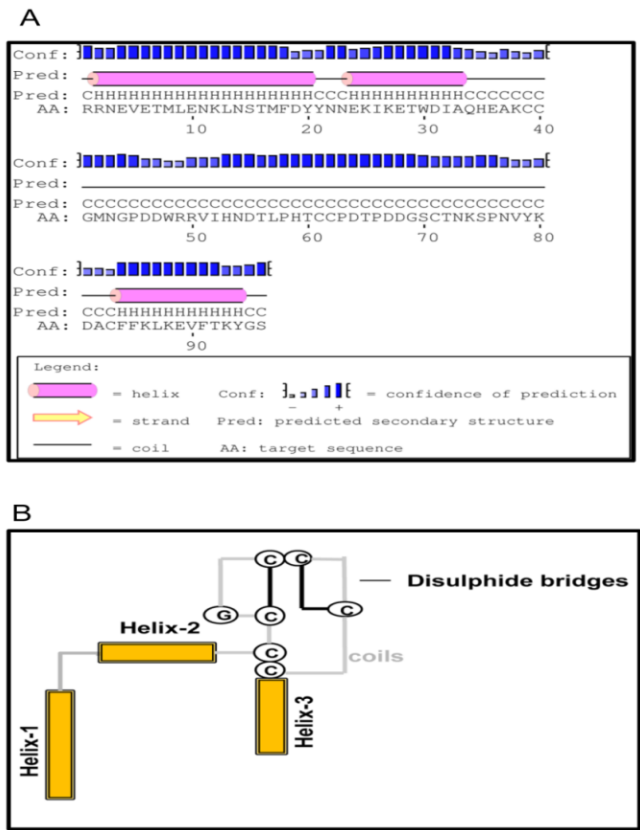 A
Conf:
Pred:
Pred: CHHHHHHHHHHHHHHHHHHHCCCHHHHHHHHHHCCCCCCC
AA: RRNEVETMLENKLNSTMFDYYNNEKIKETWDIAQHEAKCC
10 20 30 40
Conf:
Pred:
Pred: CCCCCCCCCCCCCCCCCCCCCCCCCCCCCCCCCCCCCCCC
AA: GMNGPDDWRRVIHNDTLPHTCCPDTPDDGSCTNKSPNVYK
50 60 70 80
Conf:
Pred:
Pred: CCCHHHHHHHHHHHCC
AA: DACFFKLKEVFTKYGS
90
Legend:
= helix Conf: = confidence of prediction
- +
= strand Pred: predicted secondary structure
= coil AA: target sequence
B
C C
Disulphide bridges
G C C
Helix-2
C
coils
C
Helix-1
Helix-3